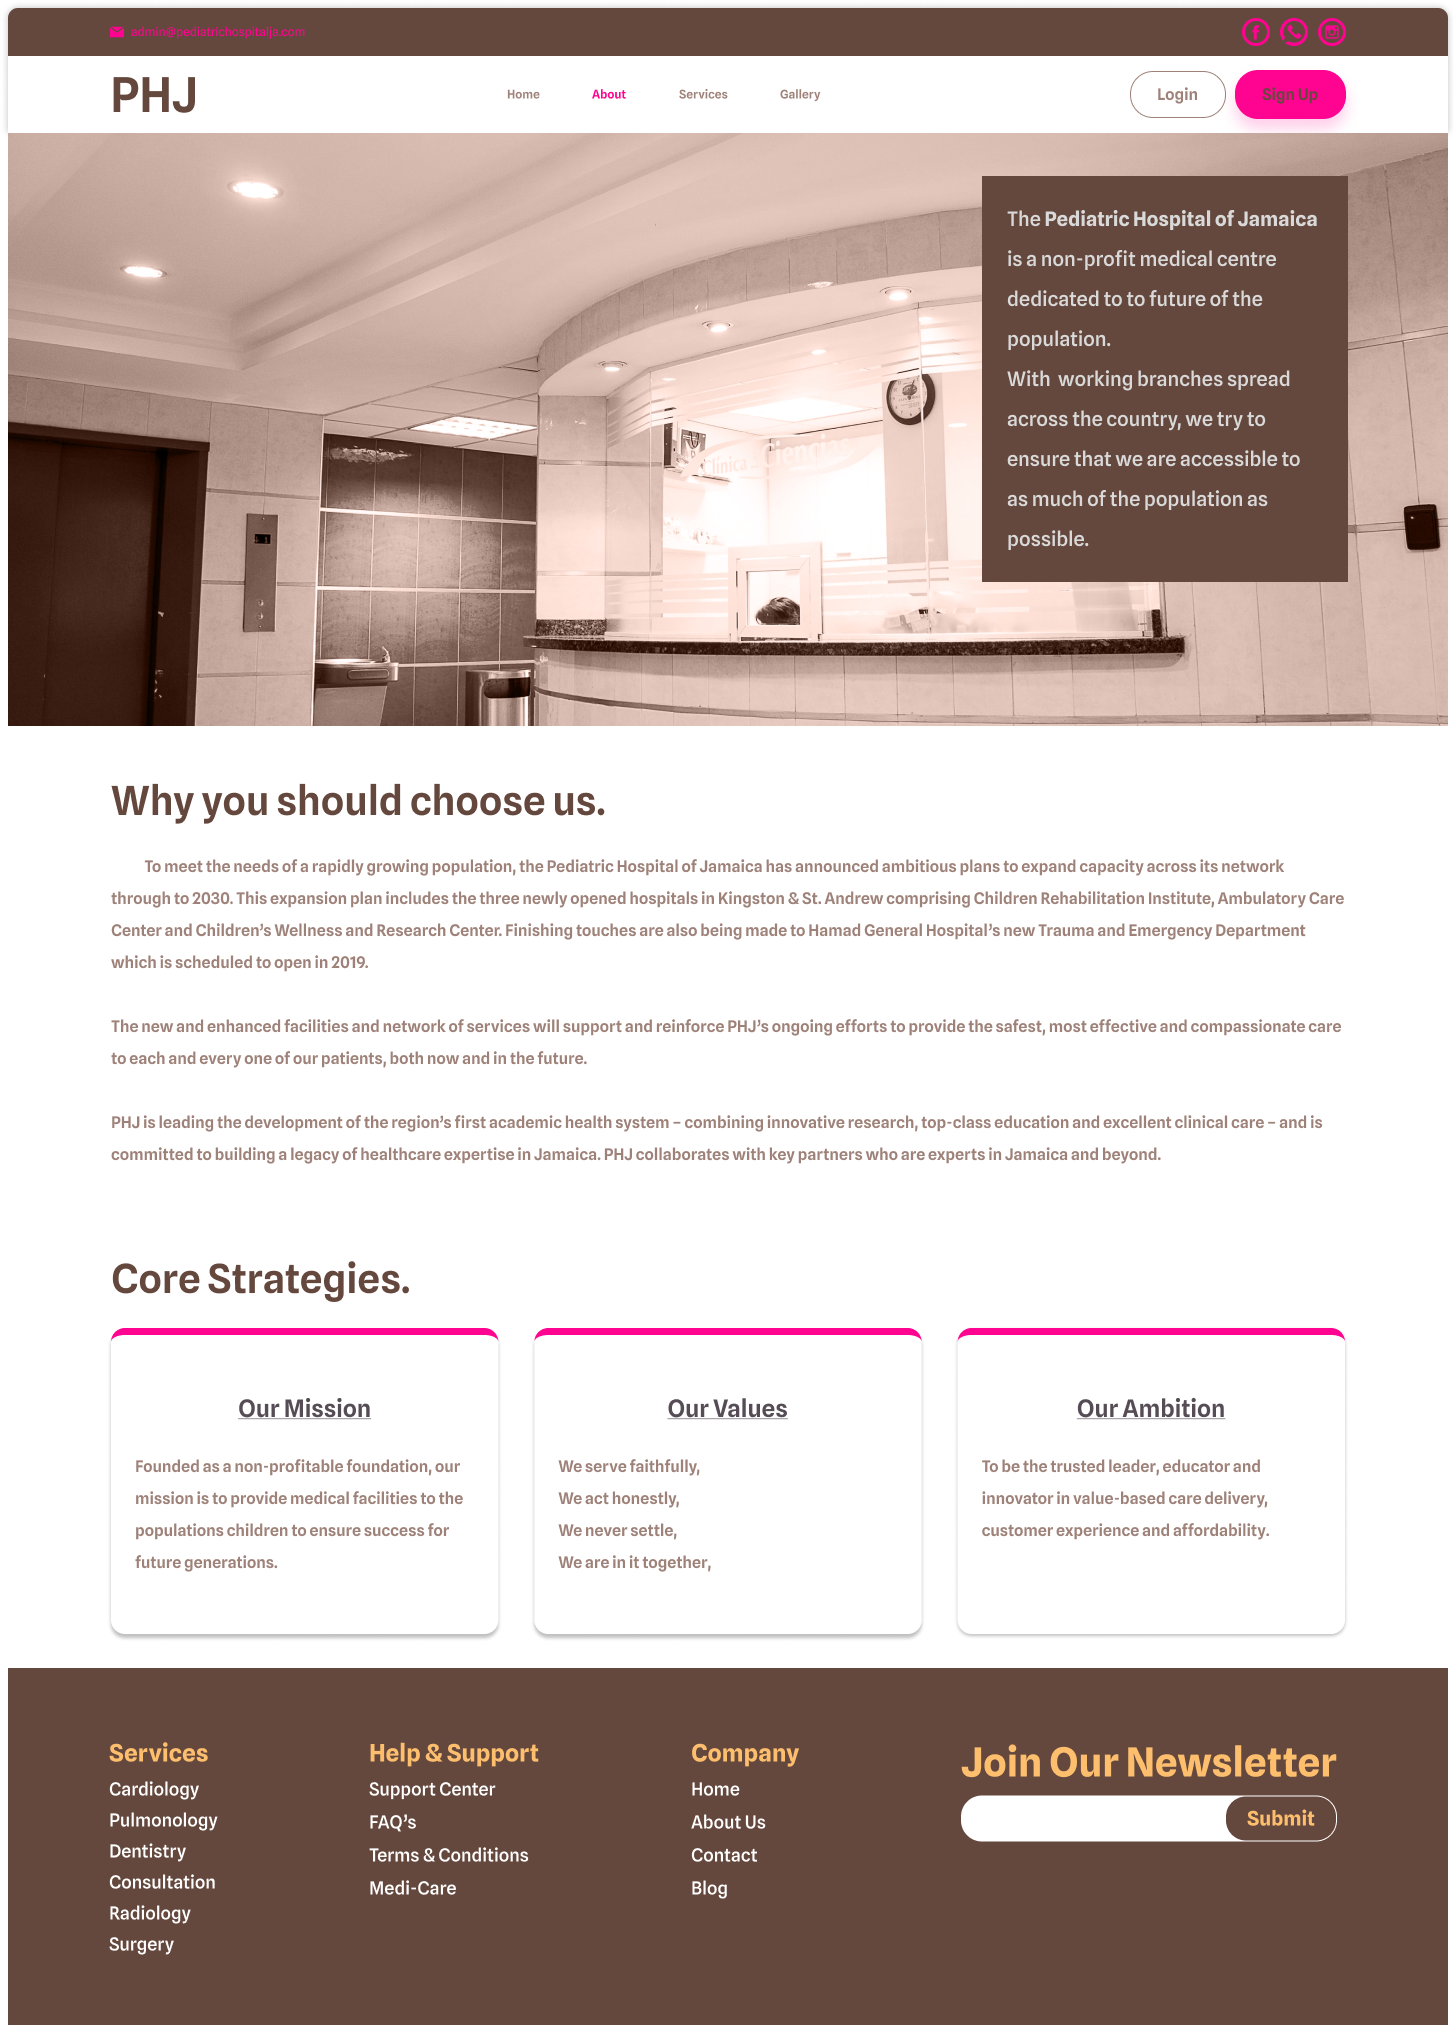 admin@pediatrichospitalja.com
PHJ
Home
About
Services
Gallery
Login
Sign Up
The Pediatric Hospital of Jamaica
is a non-profit medical centre
dedicated to to future of the
population.
With working branches spread
across the country, we try to
ensure that we are accessible to
as much of the population as
possible.
Clínica Ciencias
Why you should choose us.
To meet the needs of a rapidly growing population, the Pediatric Hospital of Jamaica has announced ambitious plans to expand capacity across its network
through to 2030. This expansion plan includes the three newly opened hospitals in Kingston & St. Andrew comprising Children Rehabilitation Institute, Ambulatory Care
Center and Children’s Wellness and Research Center. Finishing touches are also being made to Hamad General Hospital’s new Trauma and Emergency Department
which is scheduled to open in 2019.
The new and enhanced facilities and network of services will support and reinforce PHJ’s ongoing efforts to provide the safest, most effective and compassionate care
to each and every one of our patients, both now and in the future.
PHJ is leading the development of the region’s first academic health system – combining innovative research, top-class education and excellent clinical care – and is
committed to building a legacy of healthcare expertise in Jamaica. PHJ collaborates with key partners who are experts in Jamaica and beyond.
Core Strategies.
Our Mission
Founded as a non-profitable foundation, our
mission is to provide medical facilities to the
populations children to ensure success for
future generations.
Our Values
We serve faithfully,
We act honestly,
We never settle,
We are in it together,
Our Ambition
To be the trusted leader, educator and
innovator in value-based care delivery,
customer experience and affordability.
Services
Cardiology
Pulmonology
Dentistry
Consultation
Radiology
Surgery
Help & Support
Support Center
FAQ’s
Terms & Conditions
Medi-Care
Company
Home
About Us
Contact
Blog
Join Our Newsletter
Submit